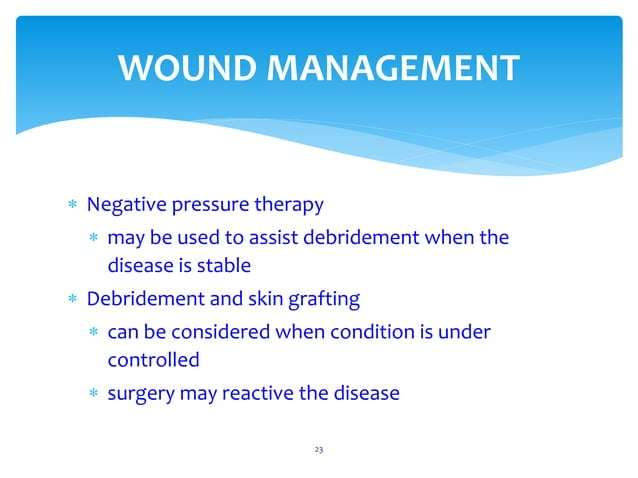 WOUND MANAGEMENT
* Negative pressure therapy
* may be used to assist debridement when the
disease is stable
* Debridement and skin grafting
* can be considered when condition is under
controlled
* surgery may reactive the disease
23